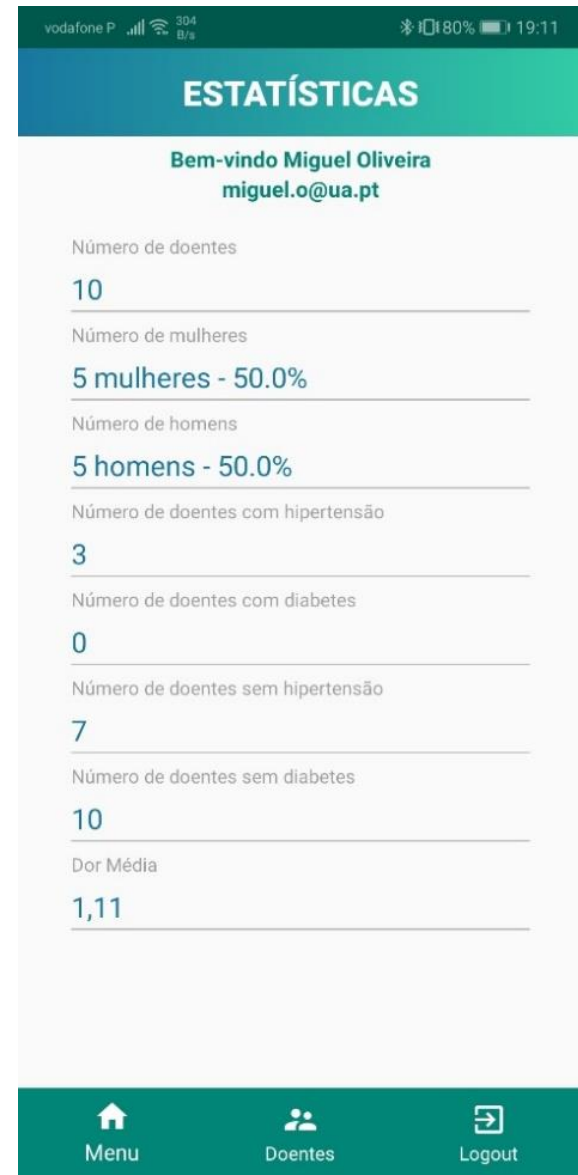 vodafone P 304 B/s 80% 19:11
ESTATÍSTICAS
Bem-vindo Miguel Oliveira
miguel.o@ua.pt
Número de doentes
10
Número de mulheres
5 mulheres - 50.0%
Número de homens
5 homens - 50.0%
Número de doentes com hipertensão
3
Número de doentes com diabetes
0
Número de doentes sem hipertensão
7
Número de doentes sem diabetes
10
Dor Média
1,11
Menu Doentes Logout